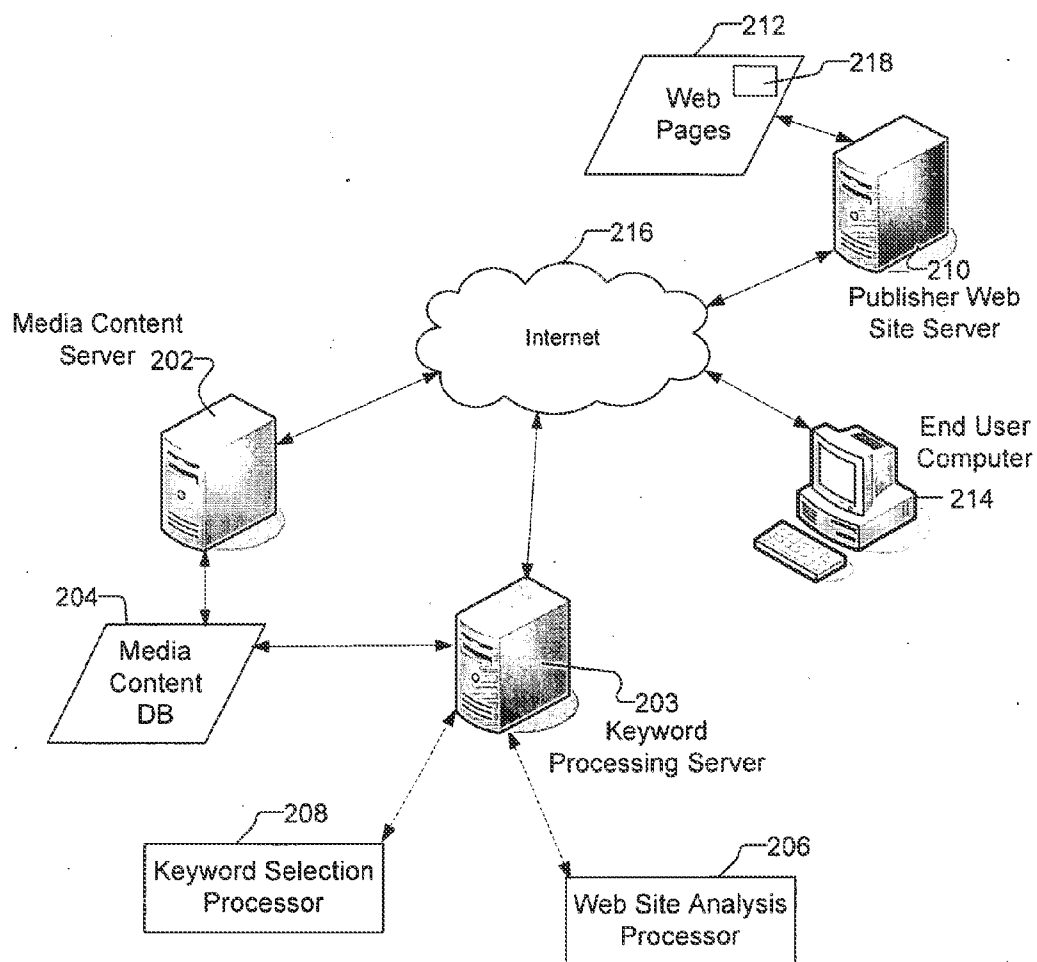 212
218
Web
Pages
216
210
Publisher Web
Site Server
Internet
Media Content
Server
202
End User
Computer
214
204
Media
Content
DB
203
Keyword
Processing Server
208
Keyword Selection
Processor
206
Web Site Analysis
Processor